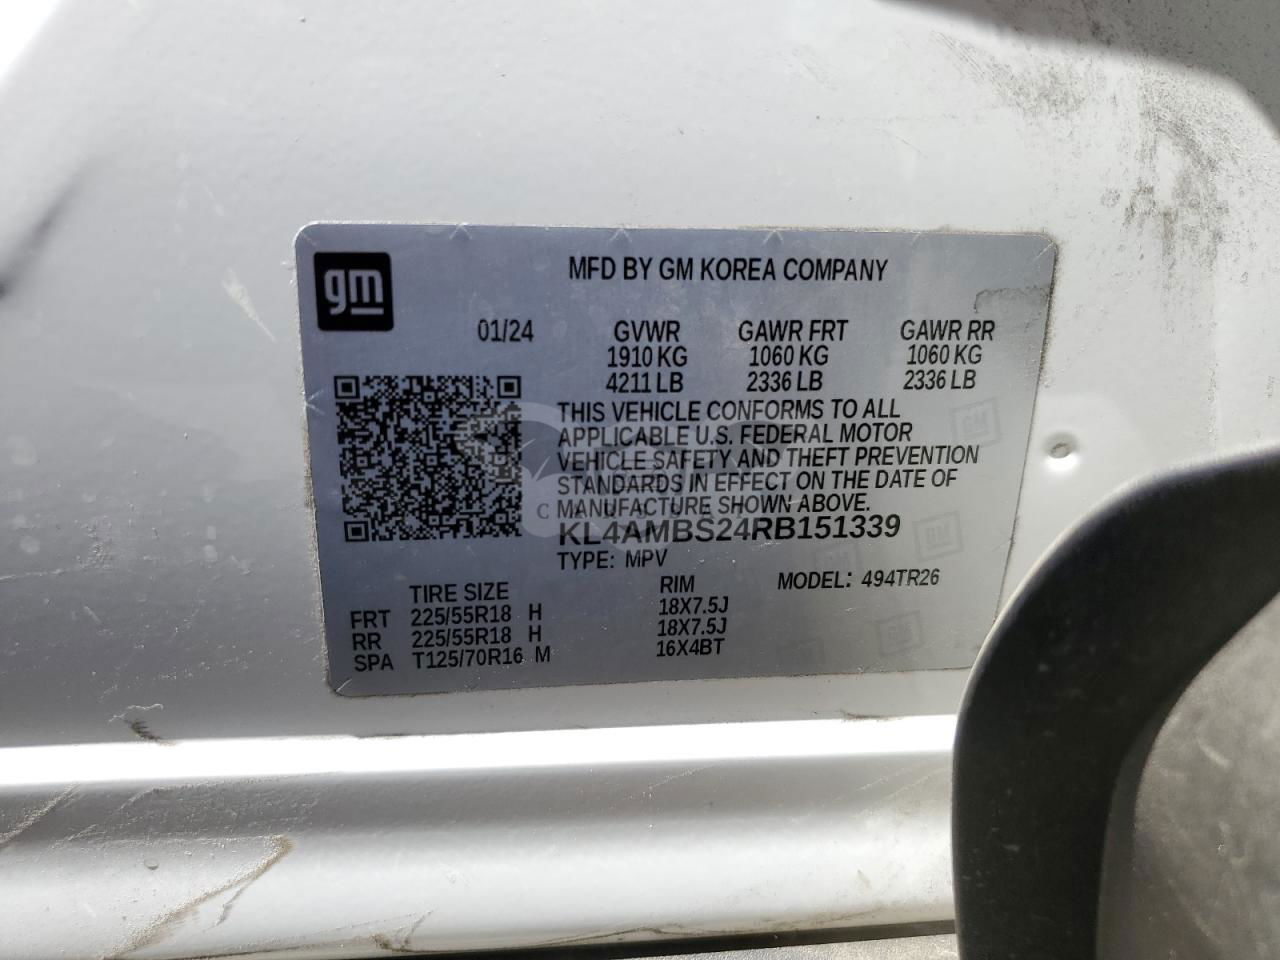 gm
MFD BY GM KOREA COMPANY
01/24 GVWR GAWR FRT GAWR RR
1910 KG 1060 KG 1060 KG
4211 LB 2336 LB 2336 LB
THIS VEHICLE CONFORMS TO ALL
APPLICABLE U.S. FEDERAL MOTOR
VEHICLE SAFETY AND THEFT PREVENTION
STANDARDS IN EFFECT ON THE DATE OF
MANUFACTURE SHOWN ABOVE.
KL4AMBS24RB151339
TYPE: MPV
TIRE SIZE RIM MODEL: 494TR26
FRT 225/55R18 H 18X7.5J
RR 225/55R18 H 18X7.5J
SPA T125/70R16 M 16X4BT
GM
GM
GM